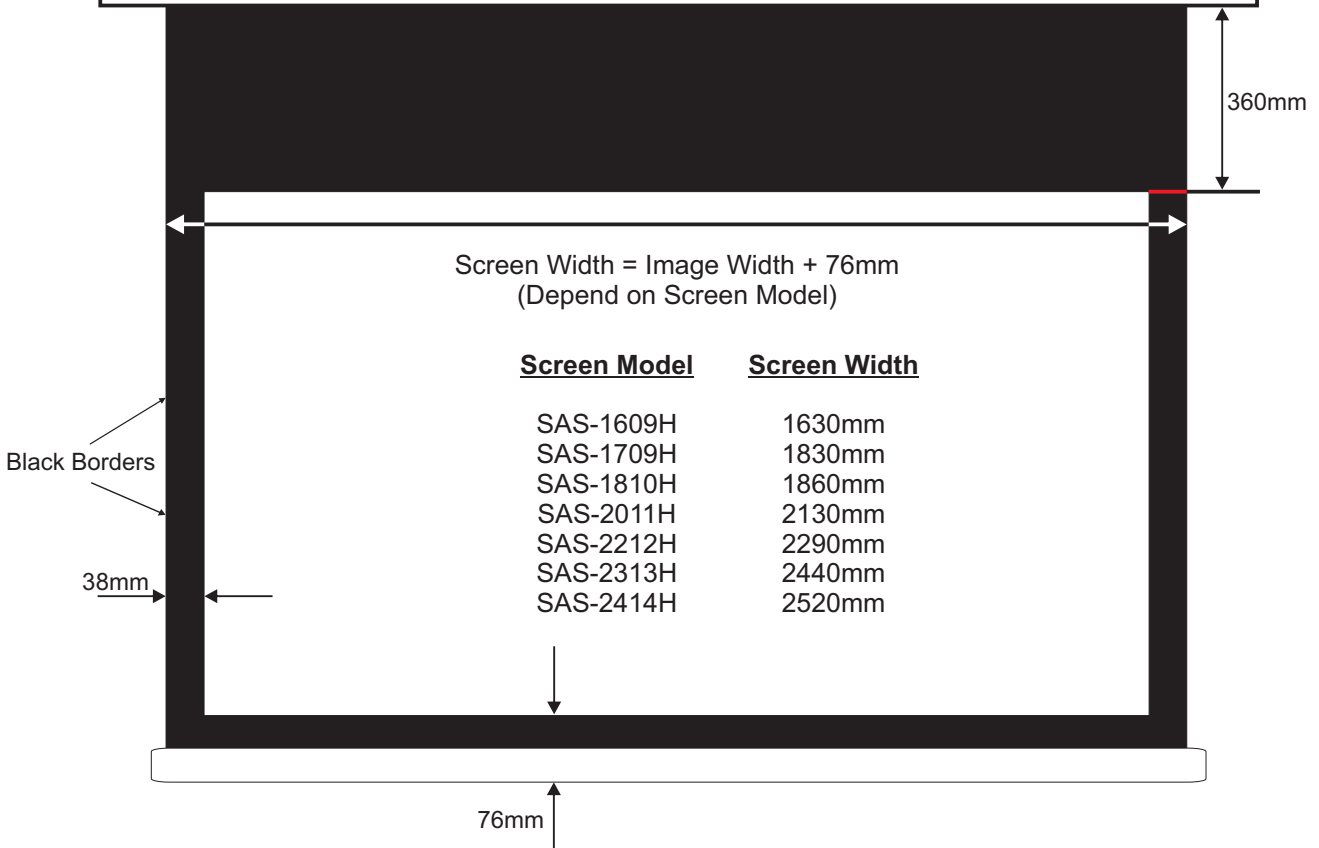 360mm
Screen Width = Image Width + 76mm
(Depend on Screen Model)
Screen Model Screen Width
SAS-1609H 1630mm
SAS-1709H 1830mm
SAS-1810H 1860mm
Black Borders
SAS-2011H 2130mm
SAS-2212H 2290mm
SAS-2313H 2440mm
38mm
SAS-2414H 2520mm
76mm